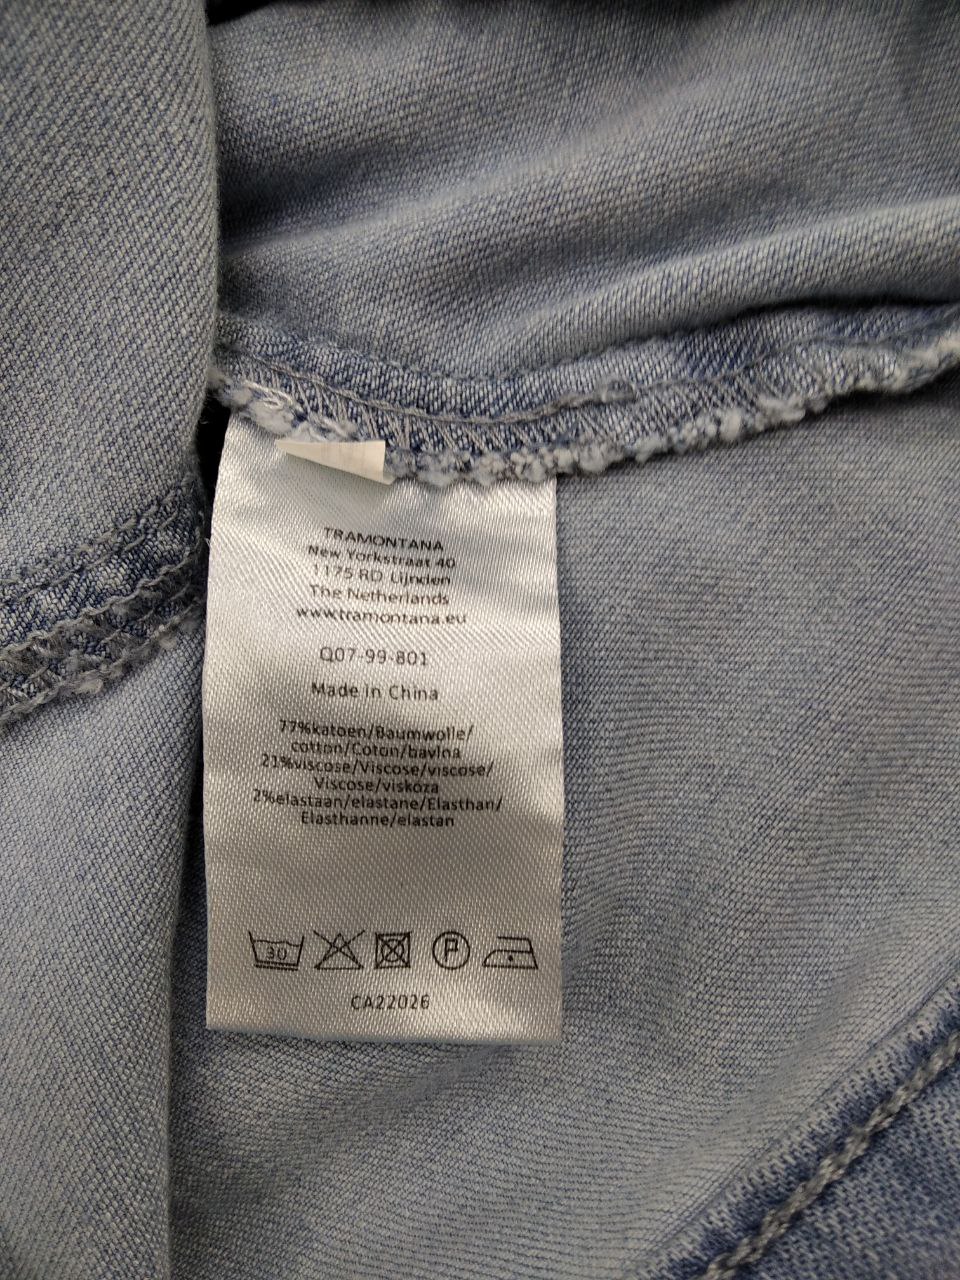 TRAMONTANA
New Yorkstraat 40
1175 RD Lijnden
The Netherlands
www.tramontana.eu
Q07-99-801
Made in China
77%katoen/Baumwolle/
cotton/Coton/bavlna
21%viscose/Viscose/viscose/
Viscose/viskoza
2%elastaan/elastane/Elasthan/
Elasthanne/elastan
30
P
CA22026